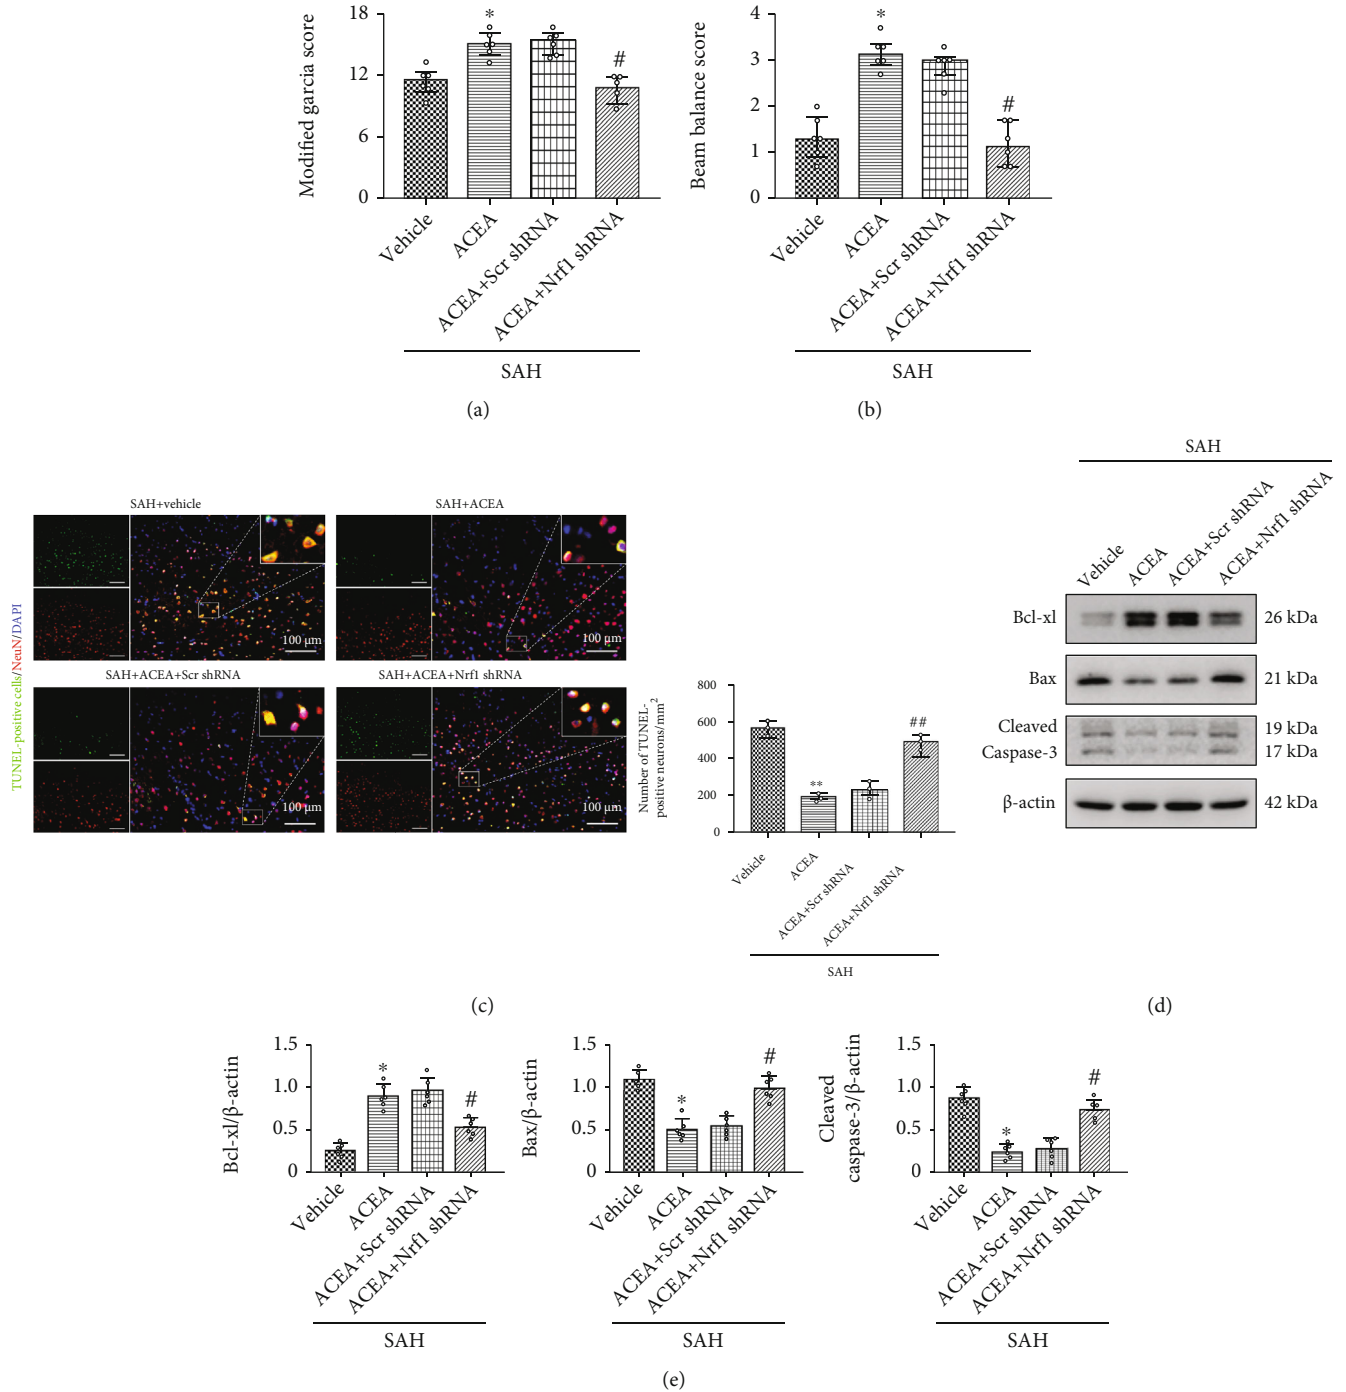 Modified garcia score
18
12
6
0
*
#
Vehicle
ACEA
ACEA+Scr shRNA
ACEA+Nrf1 shRNA
SAH
(a)
Beam balance score
4
3
2
1
0
*
#
Vehicle
ACEA
ACEA+Scr shRNA
ACEA+Nrf1 shRNA
SAH
(b)
TUNEL-positive cells/NeuN/DAPI
SAH+vehicle
100 μm
SAH+ACEA
100 μm
SAH+ACEA+Scr shRNA
100 μm
SAH+ACEA+Nrf1 shRNA
100 μm
Number of TUNEL-
positive neurons/mm2
800
600
400
200
0
**
##
Vehicle
ACEA
ACEA+Scr shRNA
ACEA+Nrf1 shRNA
SAH
(c)
SAH
Vehicle
ACEA
ACEA+Scr shRNA
ACEA+Nrf1 shRNA
Bcl-xl 26 kDa
Bax 21 kDa
Cleaved 19 kDa
Caspase-3 17 kDa
β-actin 42 kDa
(d)
Bcl-xl/β-actin
1.5
1.0
0.5
0
*
#
Vehicle
ACEA
ACEA+Scr shRNA
ACEA+Nrf1 shRNA
SAH
Bax/β-actin
1.5
1.0
0.5
0
*
#
Vehicle
ACEA
ACEA+Scr shRNA
ACEA+Nrf1 shRNA
SAH
Cleaved
caspase-3/β-actin
1.5
1.0
0.5
0
*
#
Vehicle
ACEA
ACEA+Scr shRNA
ACEA+Nrf1 shRNA
SAH
(e)